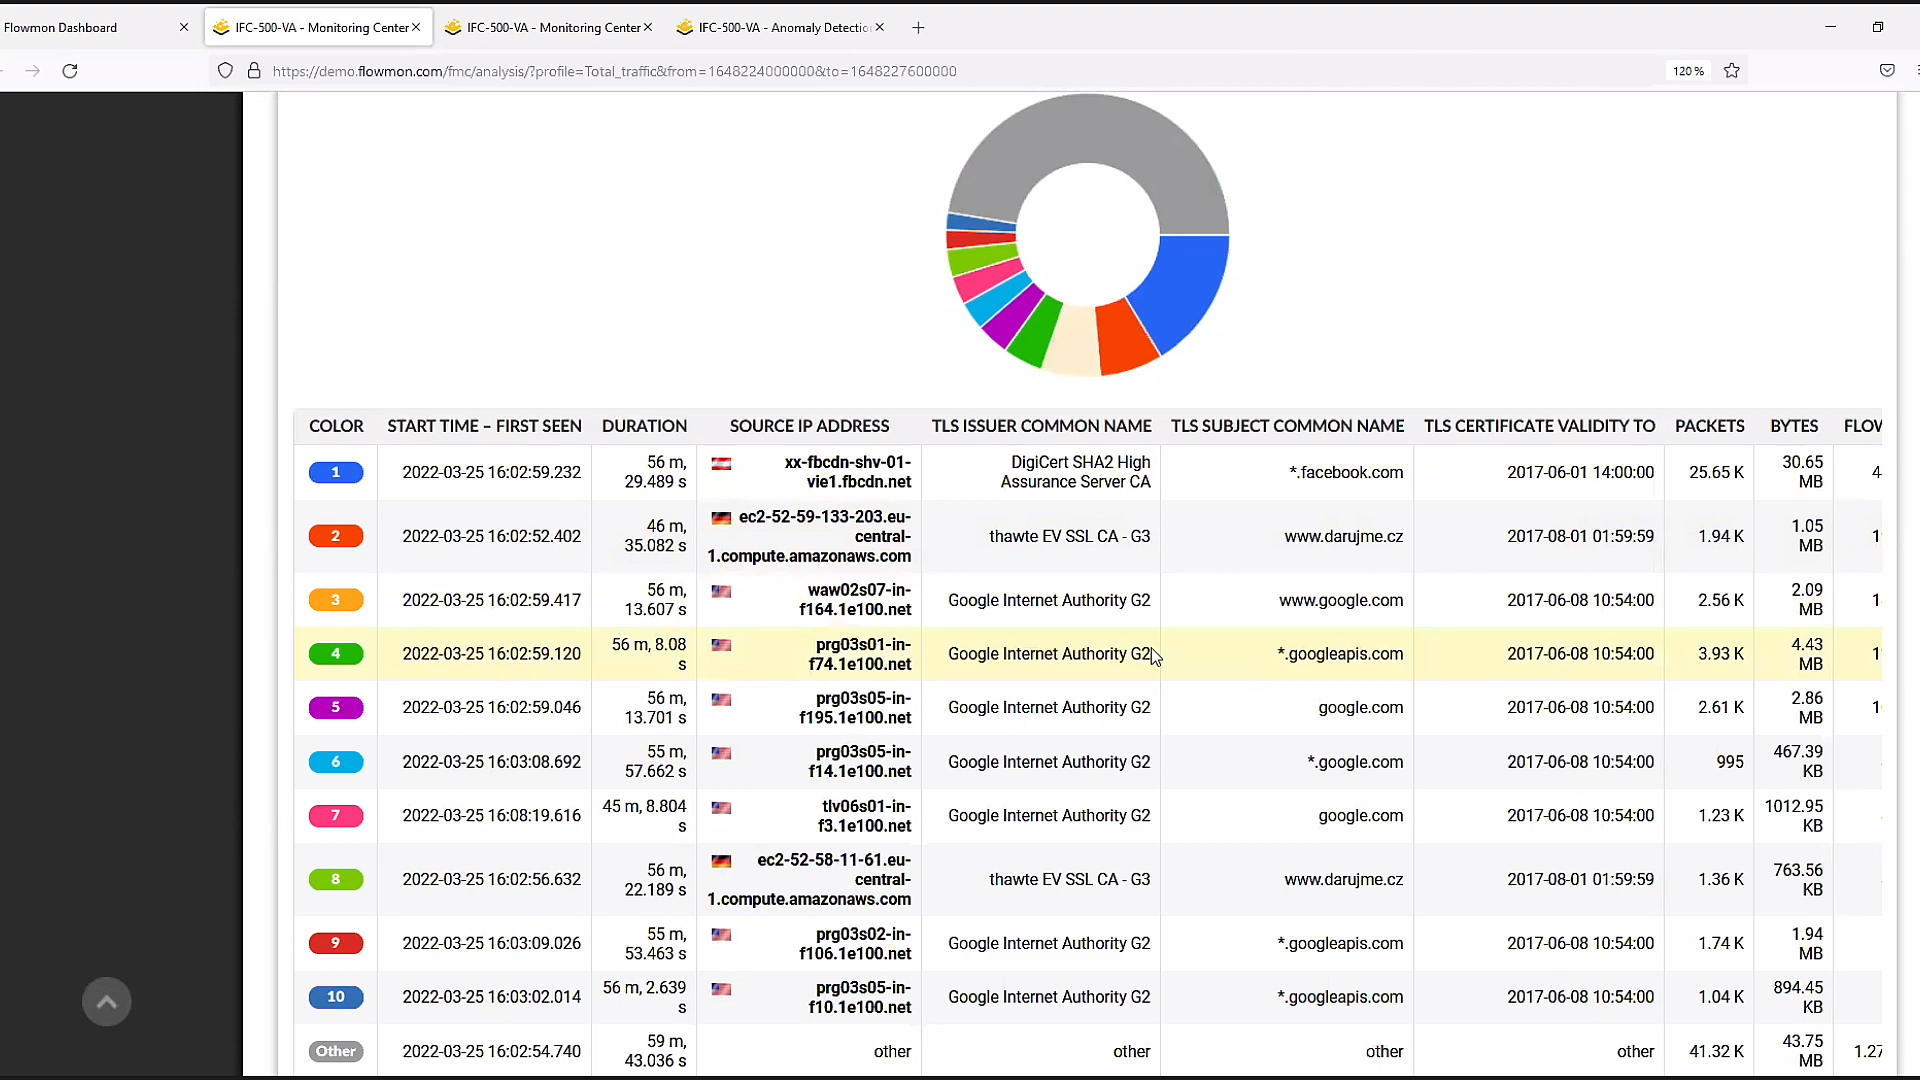 Flowmon Dashboard
IFC-500-VA - Monitoring Center
IFC-500-VA - Monitoring Center
IFC-500-VA - Anomaly Detectio
https://demo.flowmon.com/fmc/analysis/?profile=Total_traffic&from=1648224000000&to=1648227600000
120 %
COLOR START TIME – FIRST SEEN DURATION SOURCE IP ADDRESS TLS ISSUER COMMON NAME TLS SUBJECT COMMON NAME TLS CERTIFICATE VALIDITY TO PACKETS BYTES FLOW
1 2022-03-25 16:02:59.232 56 m, 29.489 s xx-fbcdn-shv-01-vie1.fbcdn.net DigiCert SHA2 High Assurance Server CA *.facebook.com 2017-06-01 14:00:00 25.65 K 30.65 MB 4
2 2022-03-25 16:02:52.402 46 m, 35.082 s ec2-52-59-133-203.eu-central-1.compute.amazonaws.com thawte EV SSL CA - G3 www.darujme.cz 2017-08-01 01:59:59 1.94 K 1.05 MB 1
3 2022-03-25 16:02:59.417 56 m, 13.607 s waw02s07-in-f164.1e100.net Google Internet Authority G2 www.google.com 2017-06-08 10:54:00 2.56 K 2.09 MB 1
4 2022-03-25 16:02:59.120 56 m, 8.08 s prg03s01-in-f74.1e100.net Google Internet Authority G2 *.googleapis.com 2017-06-08 10:54:00 3.93 K 4.43 MB 1
5 2022-03-25 16:02:59.046 56 m, 13.701 s prg03s05-in-f195.1e100.net Google Internet Authority G2 google.com 2017-06-08 10:54:00 2.61 K 2.86 MB 1
6 2022-03-25 16:03:08.692 55 m, 57.662 s prg03s05-in-f14.1e100.net Google Internet Authority G2 *.google.com 2017-06-08 10:54:00 995 467.39 KB
7 2022-03-25 16:08:19.616 45 m, 8.804 s tlv06s01-in-f3.1e100.net Google Internet Authority G2 google.com 2017-06-08 10:54:00 1.23 K 1012.95 KB
8 2022-03-25 16:02:56.632 56 m, 22.189 s ec2-52-58-11-61.eu-central-1.compute.amazonaws.com thawte EV SSL CA - G3 www.darujme.cz 2017-08-01 01:59:59 1.36 K 763.56 KB
9 2022-03-25 16:03:09.026 55 m, 53.463 s prg03s02-in-f106.1e100.net Google Internet Authority G2 *.googleapis.com 2017-06-08 10:54:00 1.74 K 1.94 MB
10 2022-03-25 16:03:02.014 56 m, 2.639 s prg03s05-in-f10.1e100.net Google Internet Authority G2 *.googleapis.com 2017-06-08 10:54:00 1.04 K 894.45 KB
Other 2022-03-25 16:02:54.740 59 m, 43.036 s other other other other 41.32 K 43.75 MB 1.27